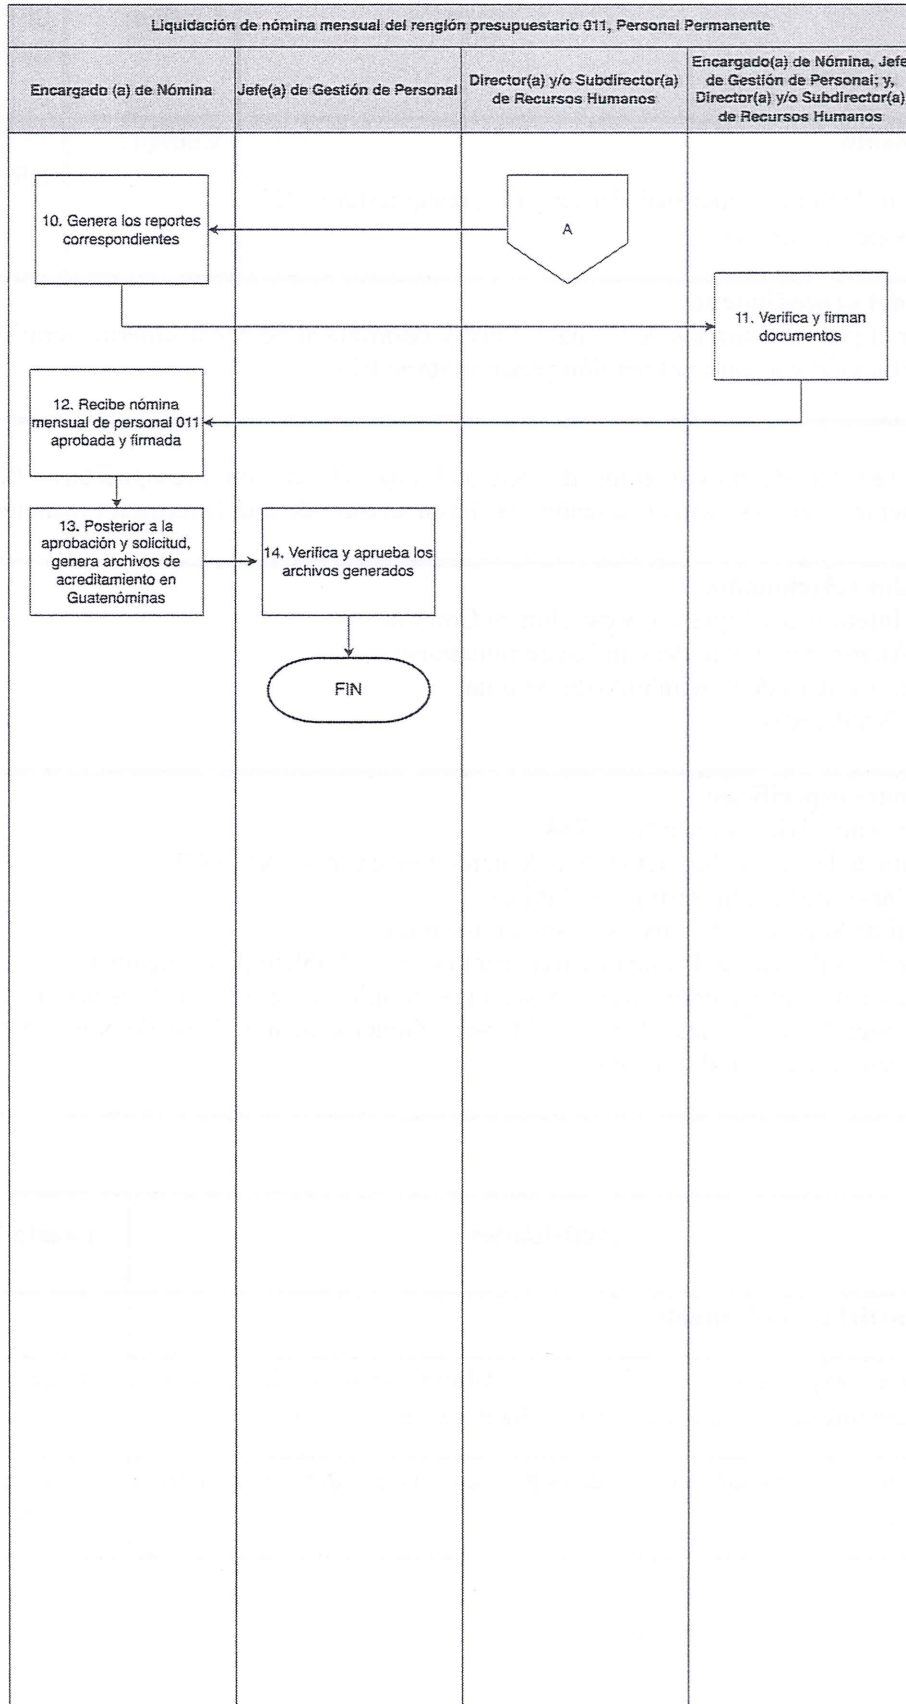 Liquidación de nómina mensual del renglón presupuestario 011, Personal Permanente
Encargado (a) de Nómina
Jefe(a) de Gestión de Personal
Director(a) y/o Subdirector(a)
de Recursos Humanos
Encargado(a) de Nómina, Jefe
de Gestión de Personal; y,
Director(a) y/o Subdirector(a)
de Recursos Humanos
10. Genera los reportes
correspondientes
A
11. Verifica y firman
documentos
12. Recibe nómina
mensual de personal 011
aprobada y firmada
13. Posterior a la
aprobación y solicitud,
genera archivos de
acreditamiento en
Guatenóminas
14. Verifica y aprueba los
archivos generados
FIN